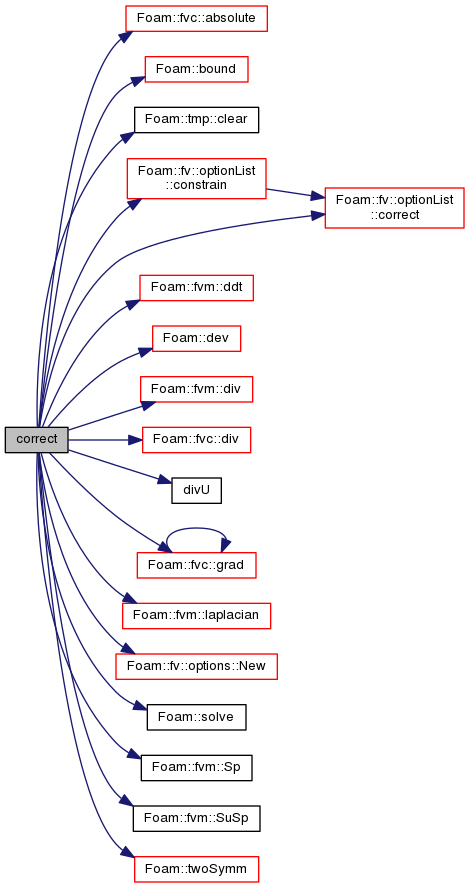 Foam::fvc::absolute
Foam::bound
Foam::tmp::clear
Foam::fv::optionList
::constrain
Foam::fv::optionList
::correct
Foam::fvm::ddt
Foam::dev
Foam::fvm::div
correct
Foam::fvc::div
divU
Foam::fvc::grad
Foam::fvm::laplacian
Foam::fv::options::New
Foam::solve
Foam::fvm::Sp
Foam::fvm::SuSp
Foam::twoSymm